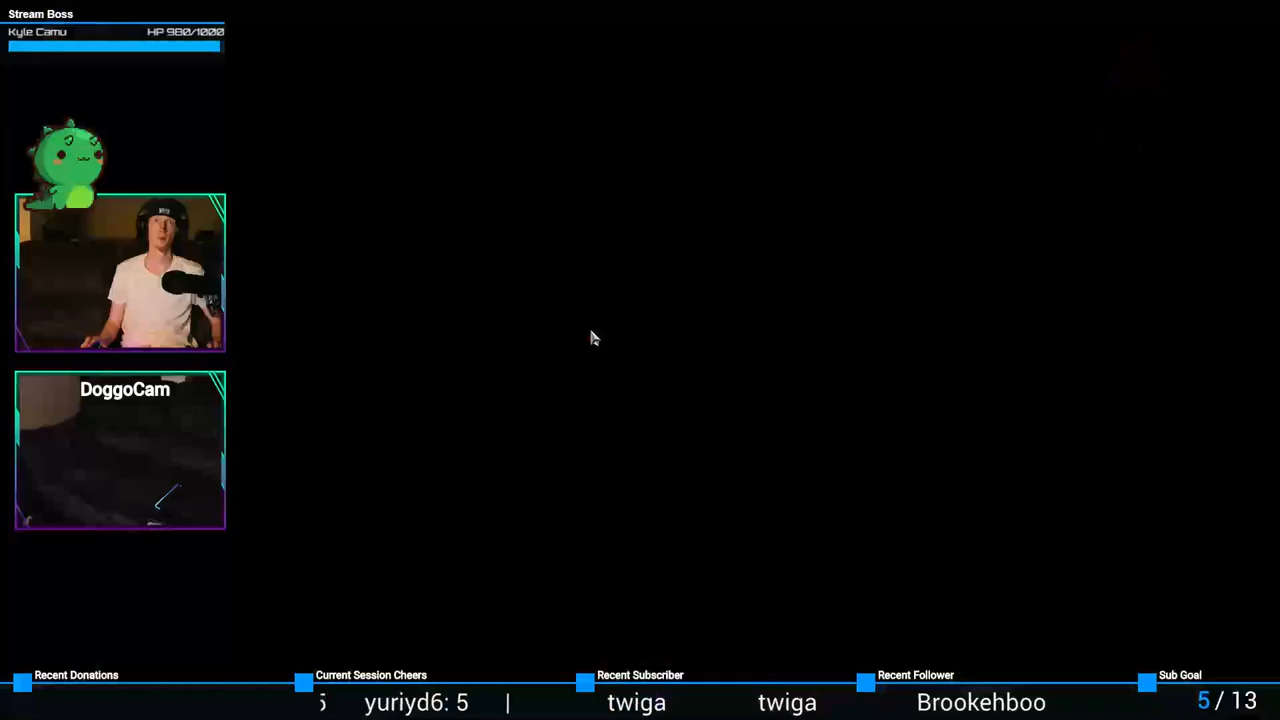 Stream Boss
Kyle Camu HP 980/1000
DoggoCam
Recent Donations Current Session Cheers Recent Subscriber Recent Follower Sub Goal
5 yuriyd6: 5 | twiga twiga Brookehboo 5 / 13